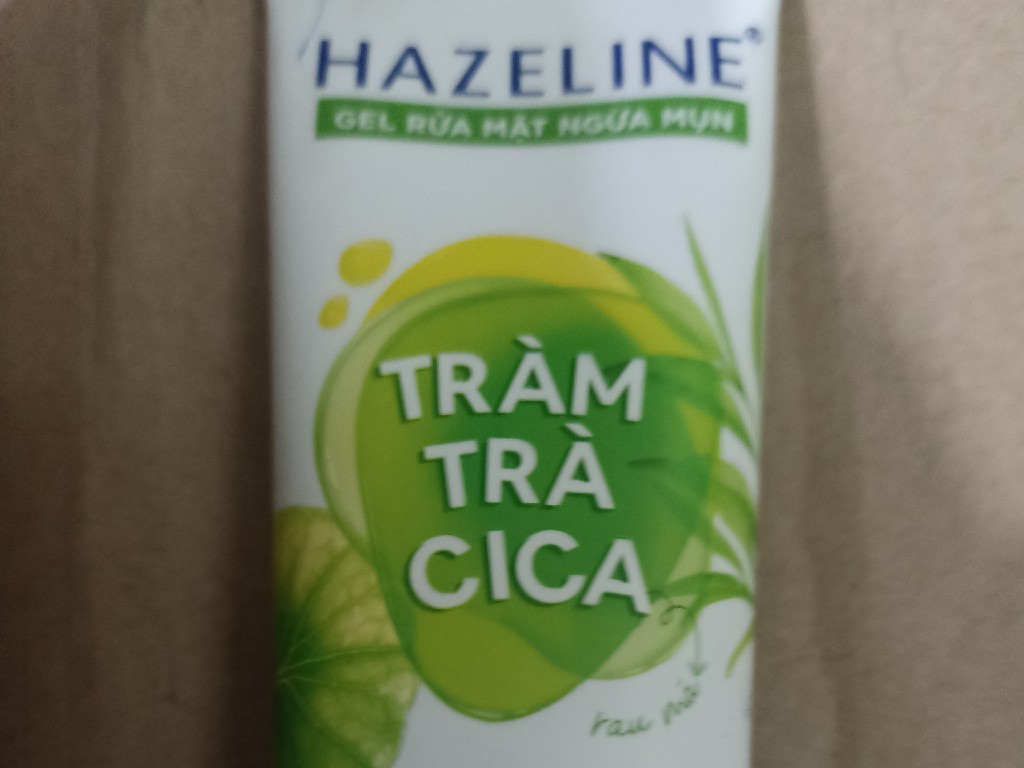 HAZELINE®
GEL RỬA MẶT NGỪA MỤN
TRÀM
TRÀ
CICA
rau má